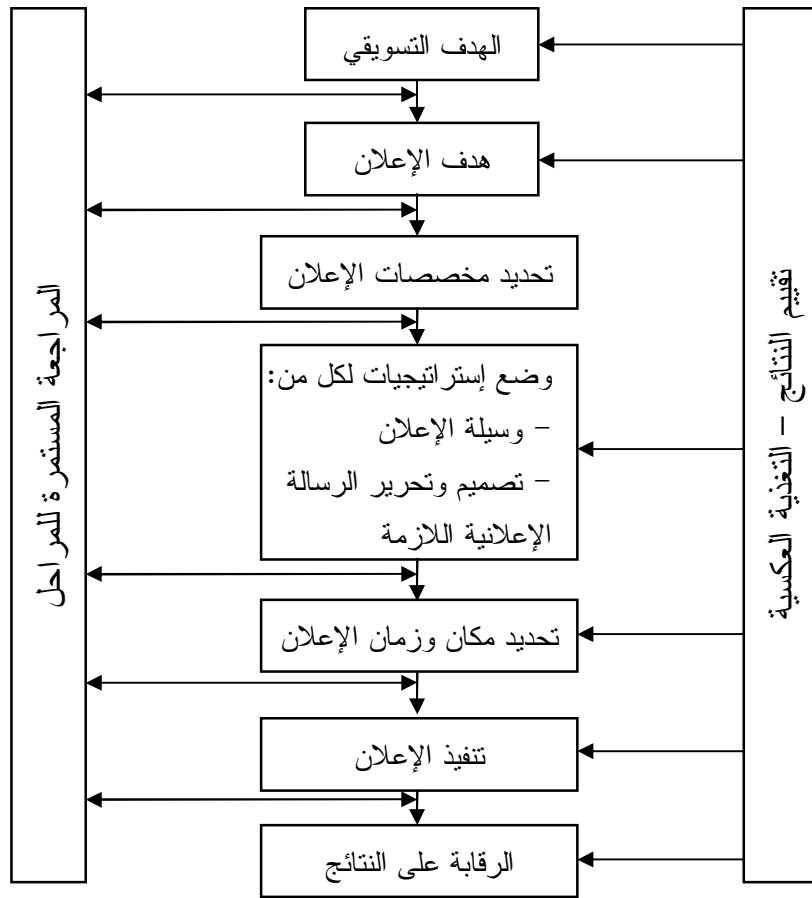 الهدف التسويقي
هدف الإعلان
تحديد مخصصات الإعلان
وضع إستراتيجيات لكل من:
– وسيلة الإعلان
– تصميم وتحرير الرسالة
الإعلانية اللازمة
تحديد مكان وزمان الإعلان
تنفيذ الإعلان
الرقابة على النتائج
تقييم النتائج – التغذية العكسية
المراجعة المستمرة للمراحل